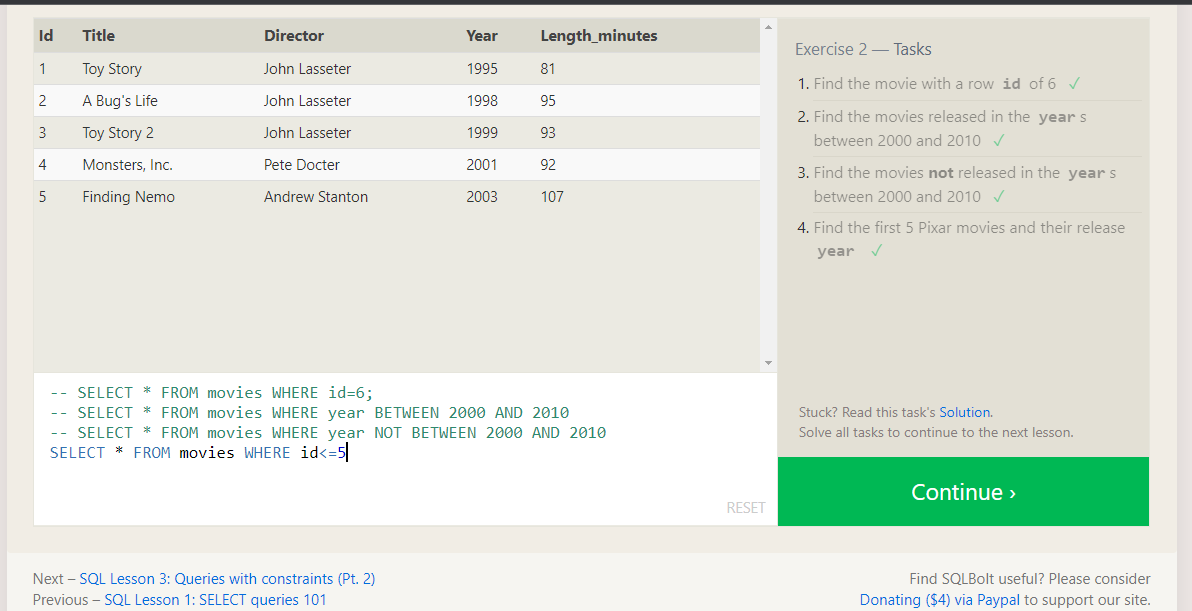 Id Title Director Year Length_minutes
1 Toy Story John Lasseter 1995 81
2 A Bug's Life John Lasseter 1998 95
3 Toy Story 2 John Lasseter 1999 93
4 Monsters, Inc. Pete Docter 2001 92
5 Finding Nemo Andrew Stanton 2003 107
-- SELECT * FROM movies WHERE id=6;
-- SELECT * FROM movies WHERE year BETWEEN 2000 AND 2010
-- SELECT * FROM movies WHERE year NOT BETWEEN 2000 AND 2010
SELECT * FROM movies WHERE id<=5
RESET
Exercise 2 — Tasks
1. Find the movie with a row id of 6 ✓
2. Find the movies released in the year s
between 2000 and 2010 ✓
3. Find the movies not released in the year s
between 2000 and 2010 ✓
4. Find the first 5 Pixar movies and their release
year ✓
Stuck? Read this task's Solution.
Solve all tasks to continue to the next lesson.
Continue ›
Next – SQL Lesson 3: Queries with constraints (Pt. 2)
Previous – SQL Lesson 1: SELECT queries 101
Find SQLBolt useful? Please consider
Donating ($4) via Paypal to support our site.